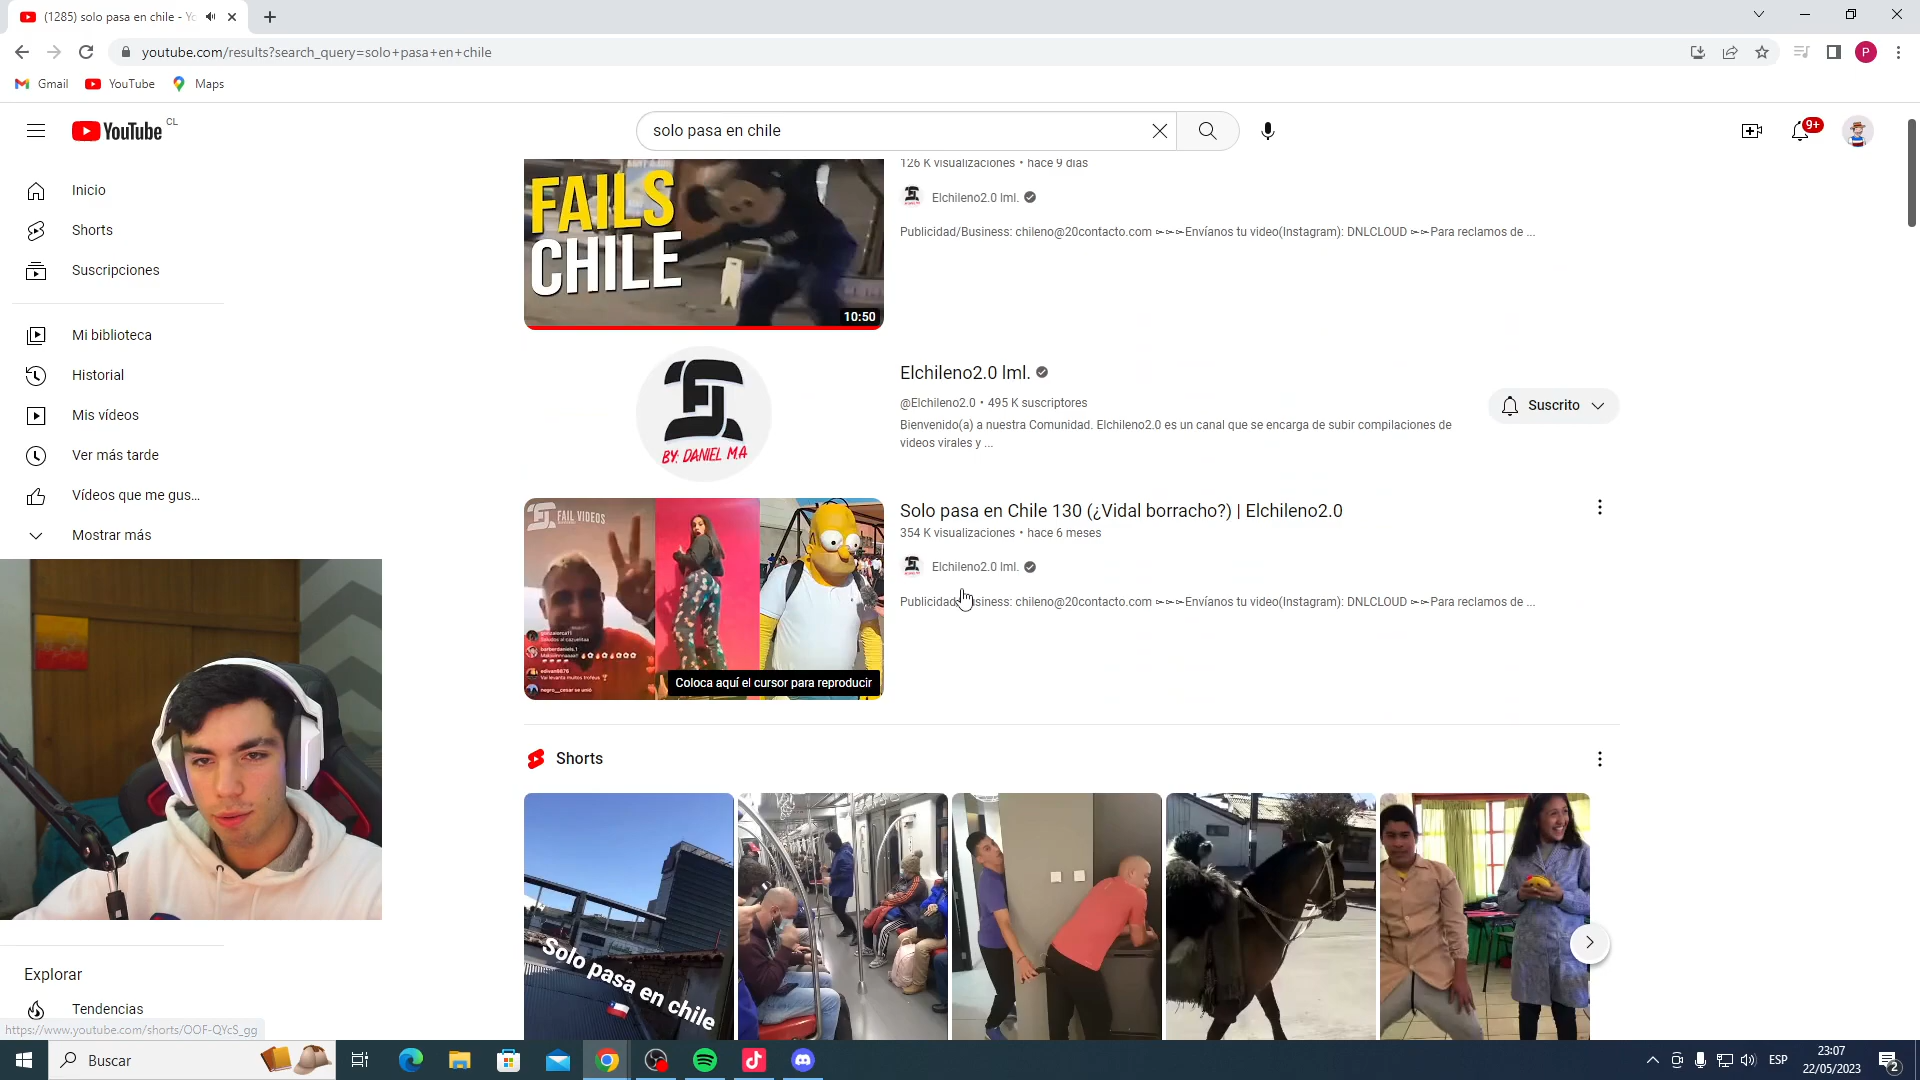 (1285) solo pasa en chile - Yo
youtube.com/results?search_query=solo+pasa+en+chile
P
Gmail
YouTube
Maps
YouTube CL
solo pasa en chile
9+
Inicio
Shorts
Suscripciones
Mi biblioteca
Historial
Mis vídeos
Ver más tarde
Vídeos que me gus...
Mostrar más
Explorar
Tendencias
https://www.youtube.com/shorts/OOF-QYcS_gg
FAILS
CHILE
10:50
126 K visualizaciones • hace 9 días
Elchileno2.0 lml.
Publicidad/Business: chileno@20contacto.com ➳➳➳Envíanos tu video(Instagram): DNLCLOUD ➳➳Para reclamos de ...
BY: DANIEL M.A
Elchileno2.0 lml.
@Elchileno2.0 • 495 K suscriptores
Bienvenido(a) a nuestra Comunidad. Elchileno2.0 es un canal que se encarga de subir compilaciones de
videos virales y ...
Suscrito
FAIL VIDEOS
Coloca aquí el cursor para reproducir
Solo pasa en Chile 130 (¿Vidal borracho?) | Elchileno2.0
354 K visualizaciones • hace 6 meses
Elchileno2.0 lml.
Publicidad/Business: chileno@20contacto.com ➳➳➳Envíanos tu video(Instagram): DNLCLOUD ➳➳Para reclamos de ...
Shorts
Solo pasa en chile
Buscar
ESP
23:07
22/05/2023
2